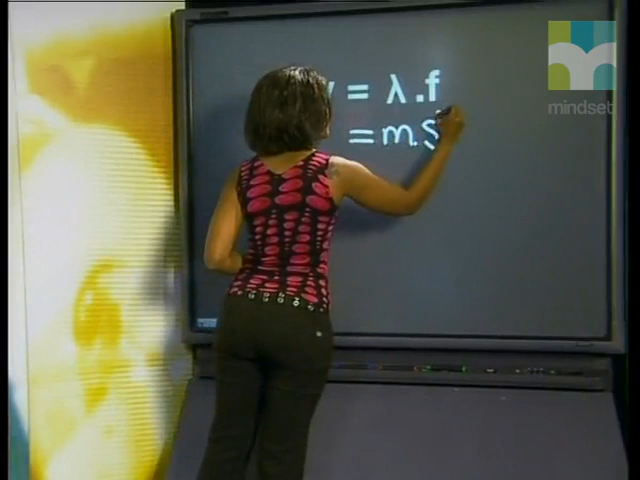 = λ.f
= m.s
mindset